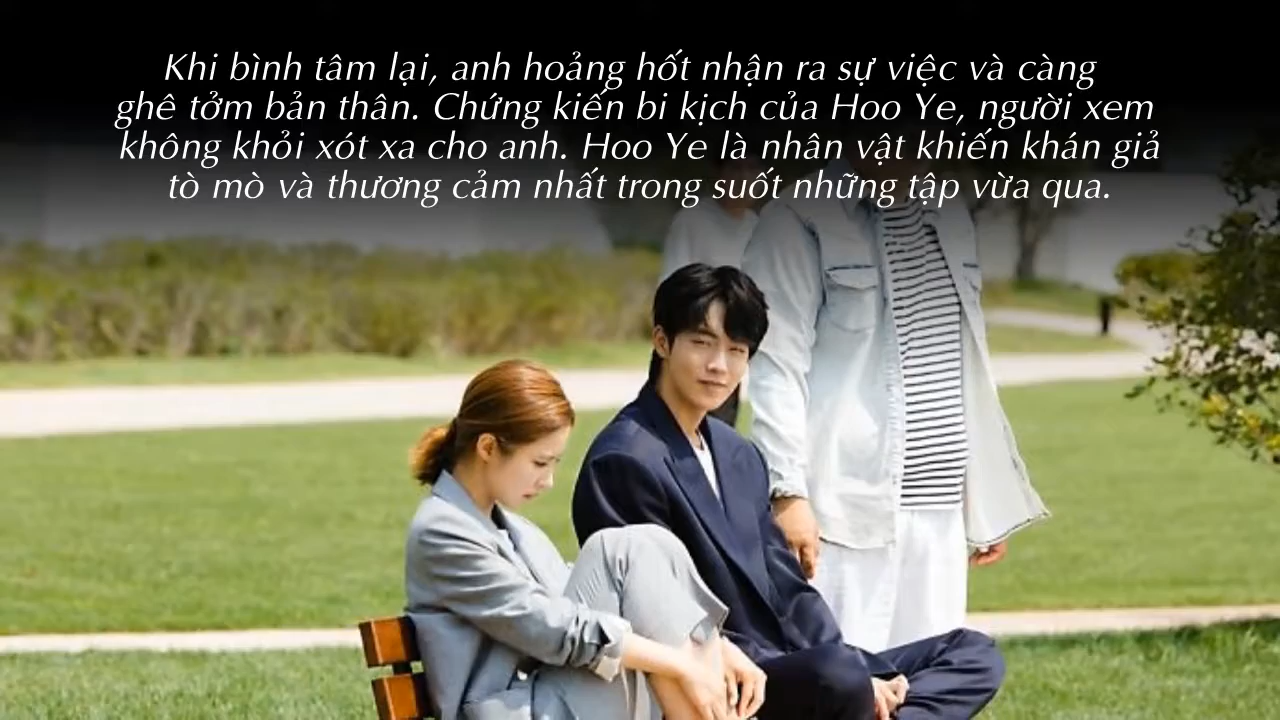 Khi bình tâm lại, anh hoảng hốt nhận ra sự việc và càng
ghê tởm bản thân. Chứng kiến bi kịch của Hoo Ye, người xem
không khỏi xót xa cho anh. Hoo Ye là nhân vật khiến khán giả
tò mò và thương cảm nhất trong suốt những tập vừa qua.